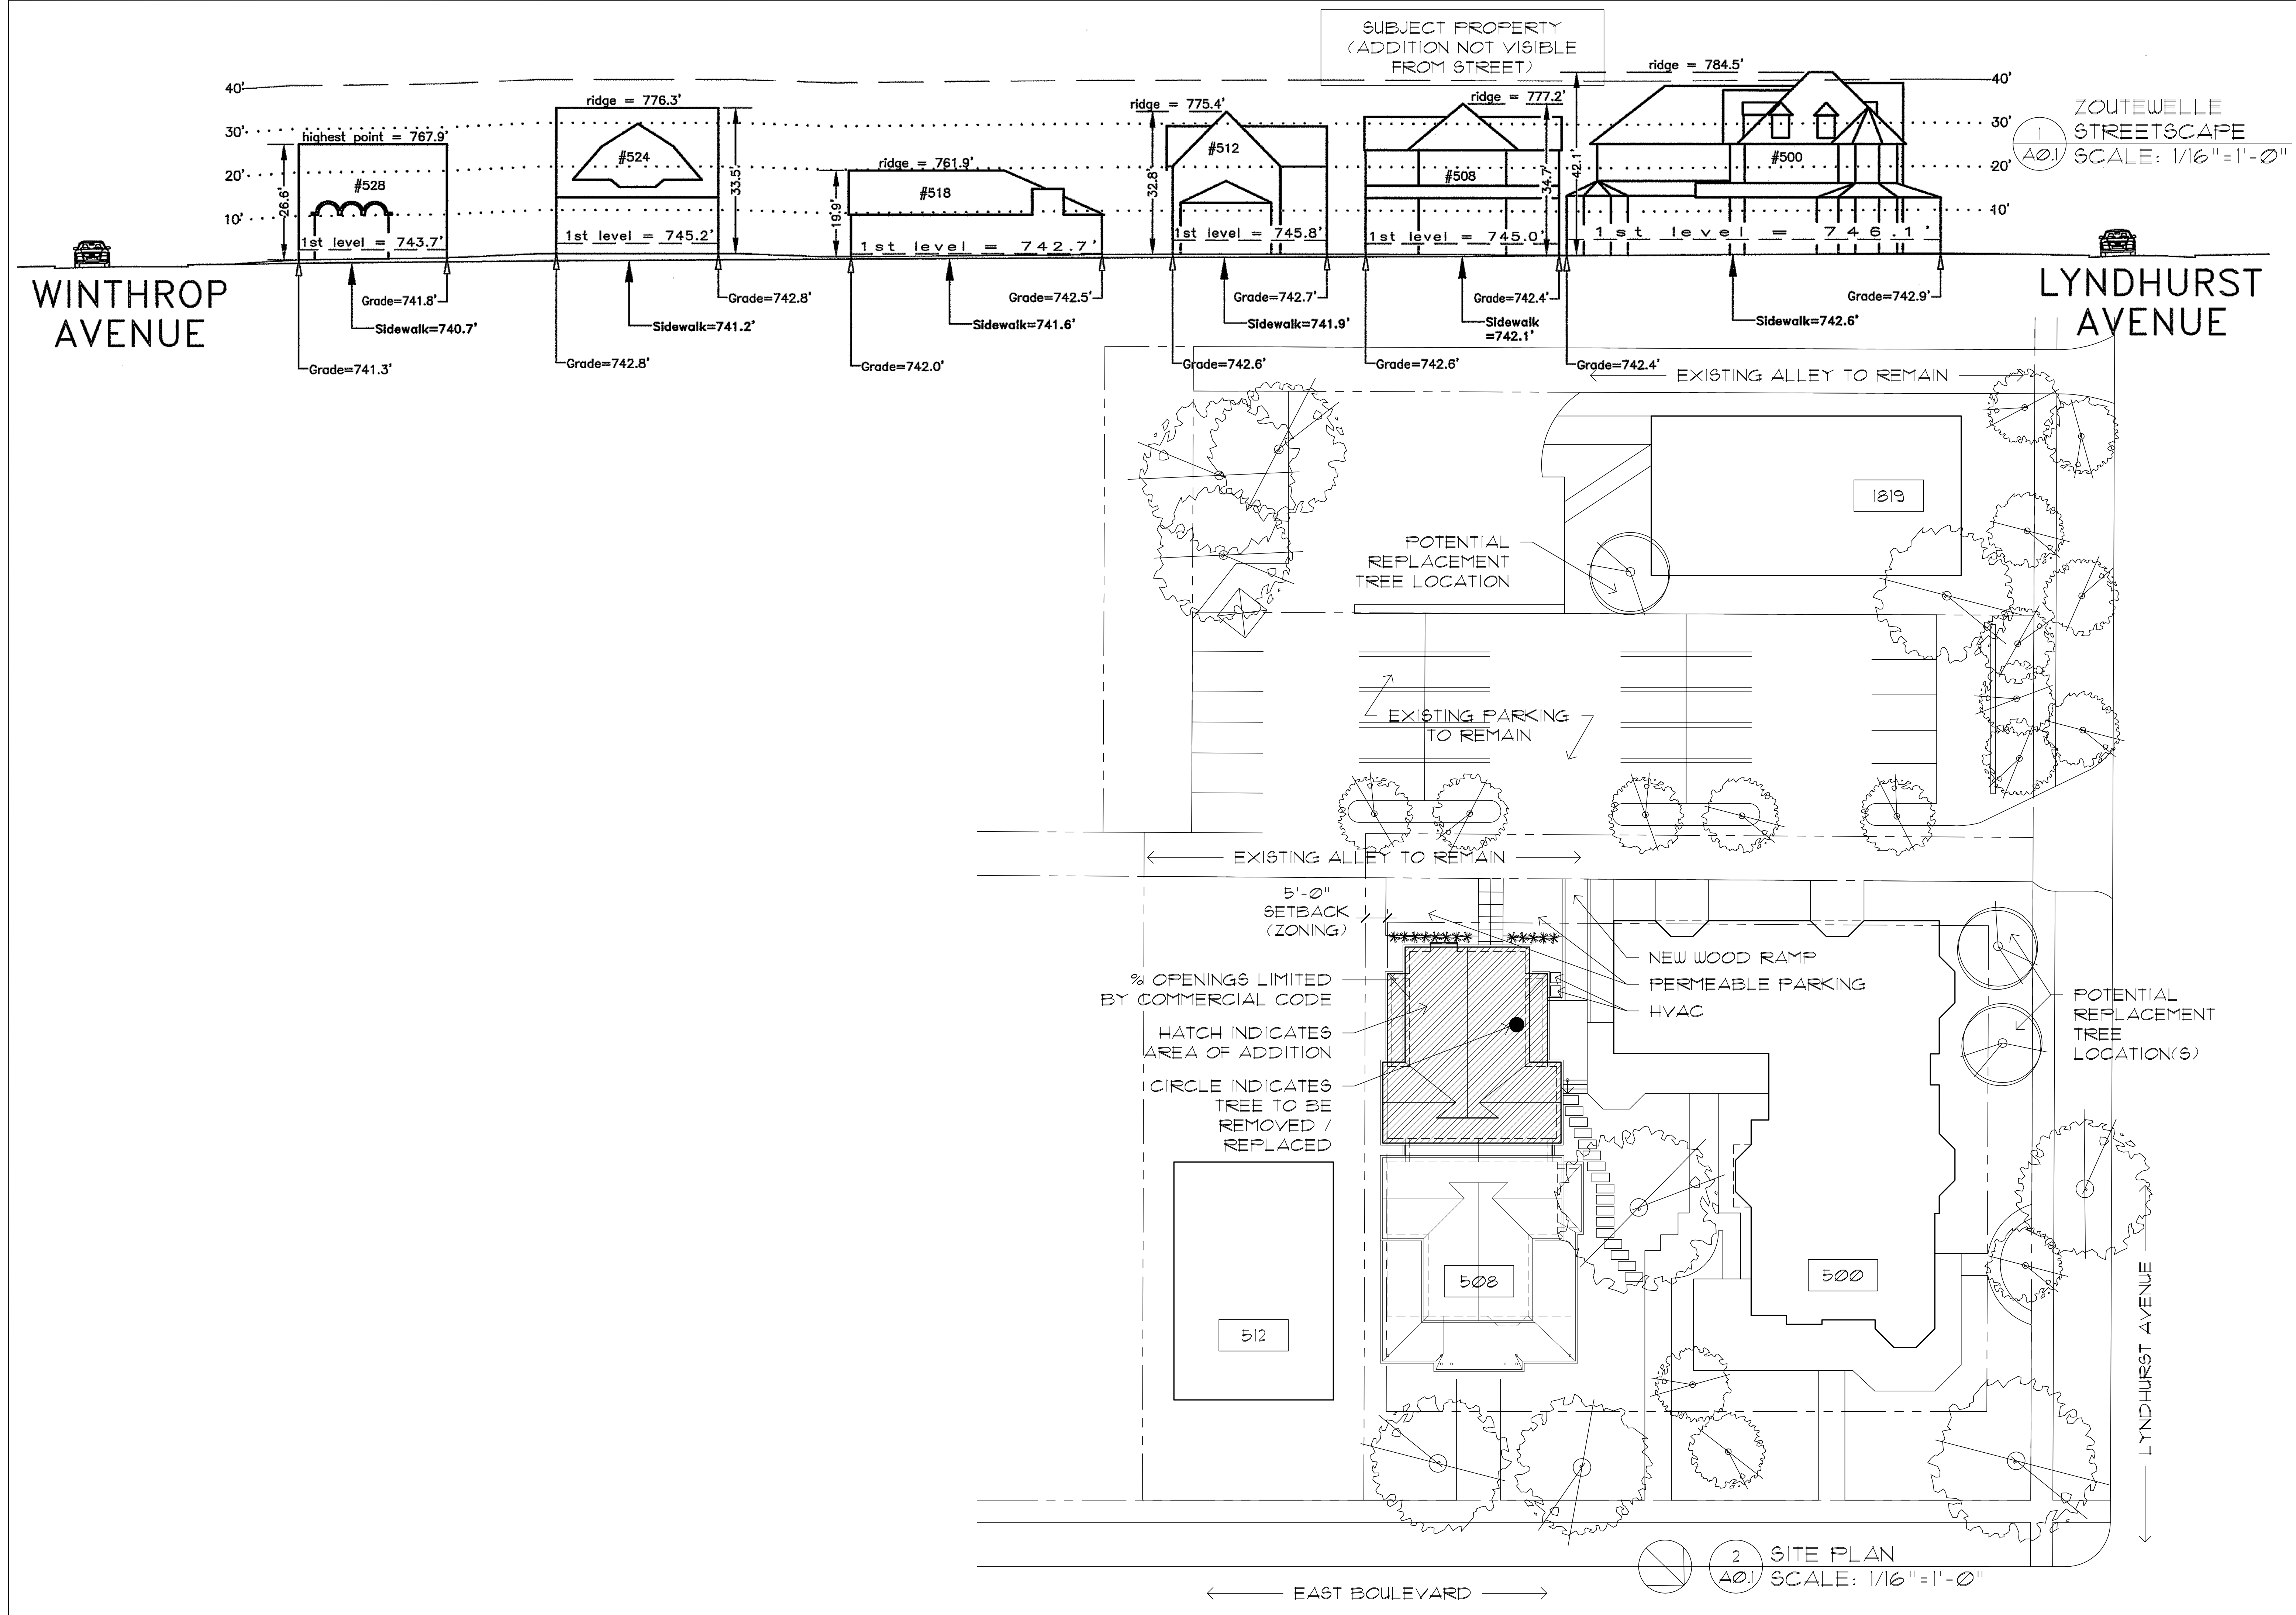 SUBJECT PROPERTY
(ADDITION NOT VISIBLE
FROM STREET)
40'
30'
20'
10'
highest point = 767.9'
26.6'
#528
1st level = 743.7'
ridge = 776.3'
#524
33.5'
1st level = 745.2'
ridge = 761.9'
19.9'
#518
1st level = 742.7'
ridge = 775.4'
32.8'
#512
1st level = 745.8'
ridge = 777.2'
34.7'
#508
1st level = 745.0'
ridge = 784.5'
42.1'
#500
1st level = 746.1'
40'
30'
20'
10'
1
A0.1
ZOUTEWELLE
STREETSCAPE
SCALE: 1/16"=1'-0"
WINTHROP
AVENUE
LYNDHURST
AVENUE
Grade=741.8'
Sidewalk=740.7'
Grade=741.3'
Grade=742.8'
Sidewalk=741.2'
Grade=742.8'
Grade=742.5'
Sidewalk=741.6'
Grade=742.0'
Grade=742.7'
Sidewalk=741.9'
Grade=742.6'
Grade=742.4'
Sidewalk
=742.1'
Grade=742.6'
Grade=742.9'
Sidewalk=742.6'
Grade=742.4'
EXISTING ALLEY TO REMAIN
1819
POTENTIAL
REPLACEMENT
TREE LOCATION
EXISTING PARKING
TO REMAIN
EXISTING ALLEY TO REMAIN
5'-0"
SETBACK
(ZONING)
% OPENINGS LIMITED
BY COMMERCIAL CODE
HATCH INDICATES
AREA OF ADDITION
CIRCLE INDICATES
TREE TO BE
REMOVED /
REPLACED
NEW WOOD RAMP
PERMEABLE PARKING
HVAC
POTENTIAL
REPLACEMENT
TREE
LOCATION(S)
512
508
500
LYNDHURST AVENUE
2
A0.1
SITE PLAN
SCALE: 1/16"=1'-0"
EAST BOULEVARD